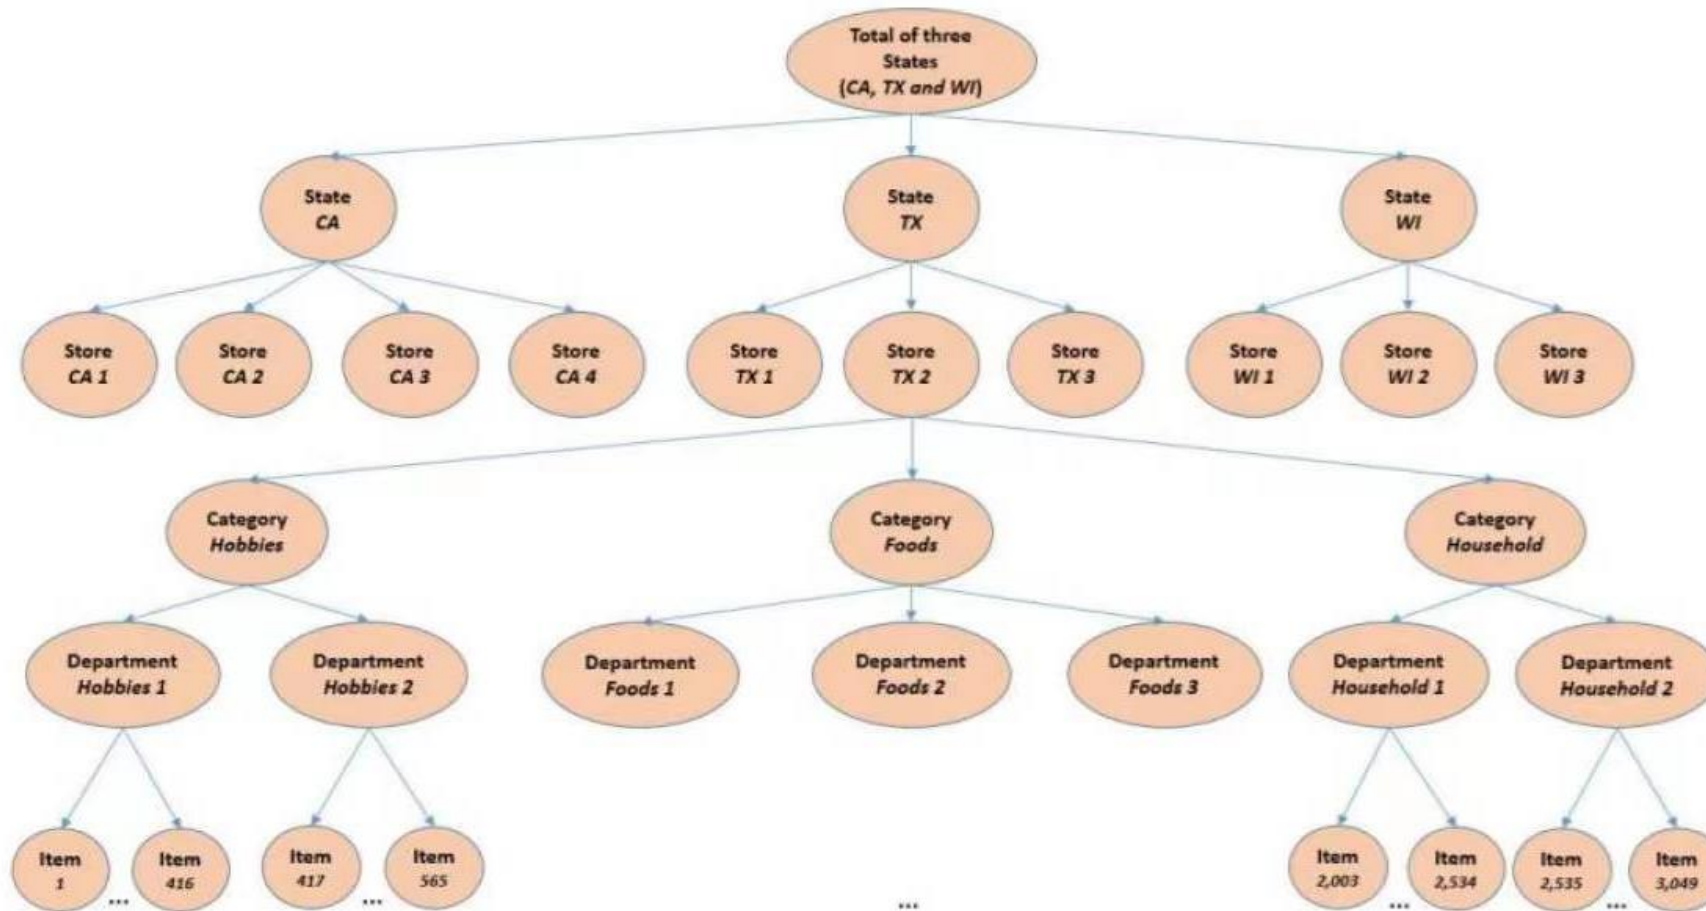 Total of three
States
(CA, TX and WI)
State
CA
State
TX
State
WI
Store
CA 1
Store
CA 2
Store
CA 3
Store
CA 4
Store
TX 1
Store
TX 2
Store
TX 3
Store
WI 1
Store
WI 2
Store
WI 3
Category
Hobbies
Category
Foods
Category
Household
Department
Hobbies 1
Department
Hobbies 2
Department
Foods 1
Department
Foods 2
Department
Foods 3
Department
Household 1
Department
Household 2
Item
1
...
Item
416
Item
417
...
Item
565
...
Item
2,003
...
Item
2,534
Item
2,535
...
Item
3,049